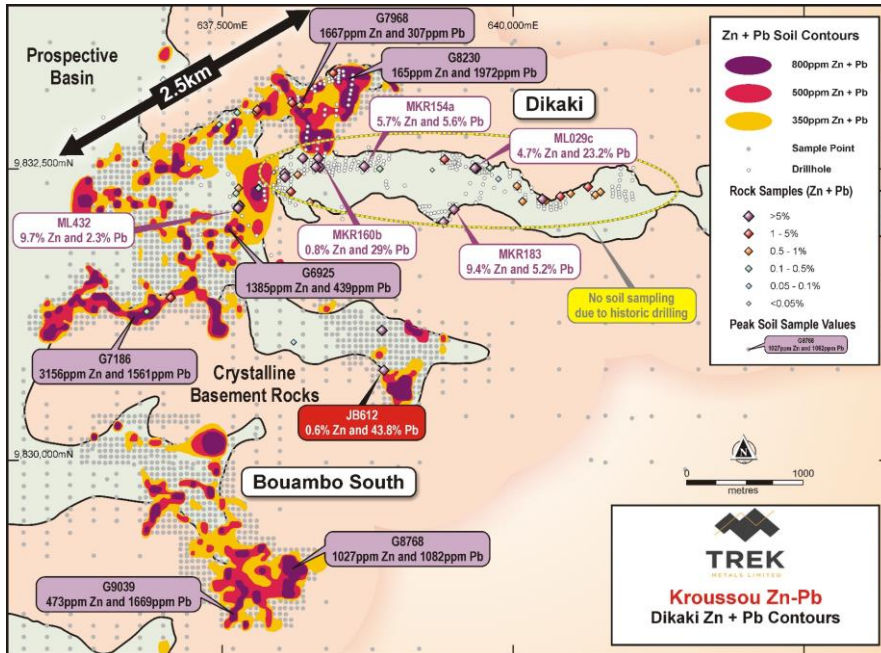 637,500mE
640,000mE
G7968
1667ppm Zn and 307ppm Pb
Prospective
Basin
2.5km
G8230
165ppm Zn and 1972ppm Pb
Dikaki
MKR154a
5.7% Zn and 5.6% Pb
ML029c
4.7% Zn and 23.2% Pb
9,832,500mN
ML432
9.7% Zn and 2.3% Pb
MKR160b
0.8% Zn and 29% Pb
MKR183
9.4% Zn and 5.2% Pb
G6925
1385ppm Zn and 439ppm Pb
No soil sampling
due to historic drilling
G7186
3156ppm Zn and 1561ppm Pb
Crystalline
Basement Rocks
JB612
0.6% Zn and 43.8% Pb
9,830,000mN
Bouambo South
G8768
1027ppm Zn and 1082ppm Pb
G9039
473ppm Zn and 1669ppm Pb
Zn + Pb Soil Contours
800ppm Zn + Pb
500ppm Zn + Pb
350ppm Zn + Pb
Sample Point
Drillhole
Rock Samples (Zn + Pb)
>5%
1 - 5%
0.5 - 1%
0.1 - 0.5%
0.05 - 0.1%
<0.05%
Peak Soil Sample Values
G8768
1027ppm Zn and 1082ppm Pb
N
0
1000
metres
TREK
METALS LIMITED
Kroussou Zn-Pb
Dikaki Zn + Pb Contours